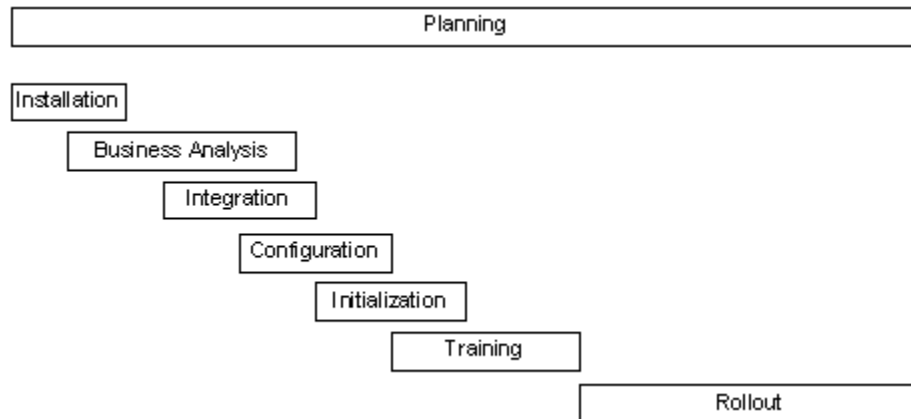 Planning
Installation
Business Analysis
Integration
Configuration
Initialization
Training
Rollout